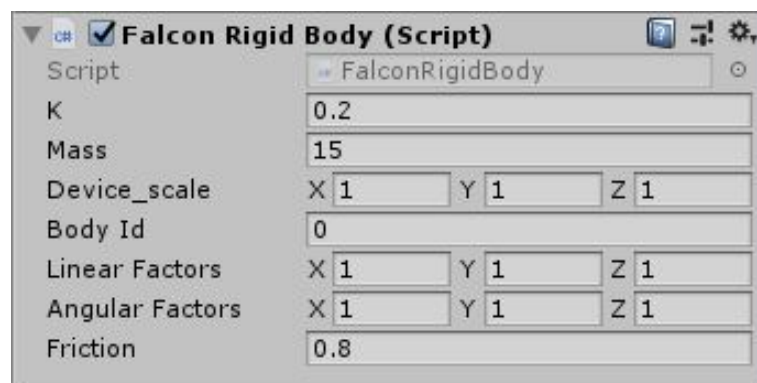 Falcon Rigid Body (Script)
Script FalconRigidBody
K 0.2
Mass 15
Device_scale X 1 Y 1 Z 1
Body Id 0
Linear Factors X 1 Y 1 Z 1
Angular Factors X 1 Y 1 Z 1
Friction 0.8